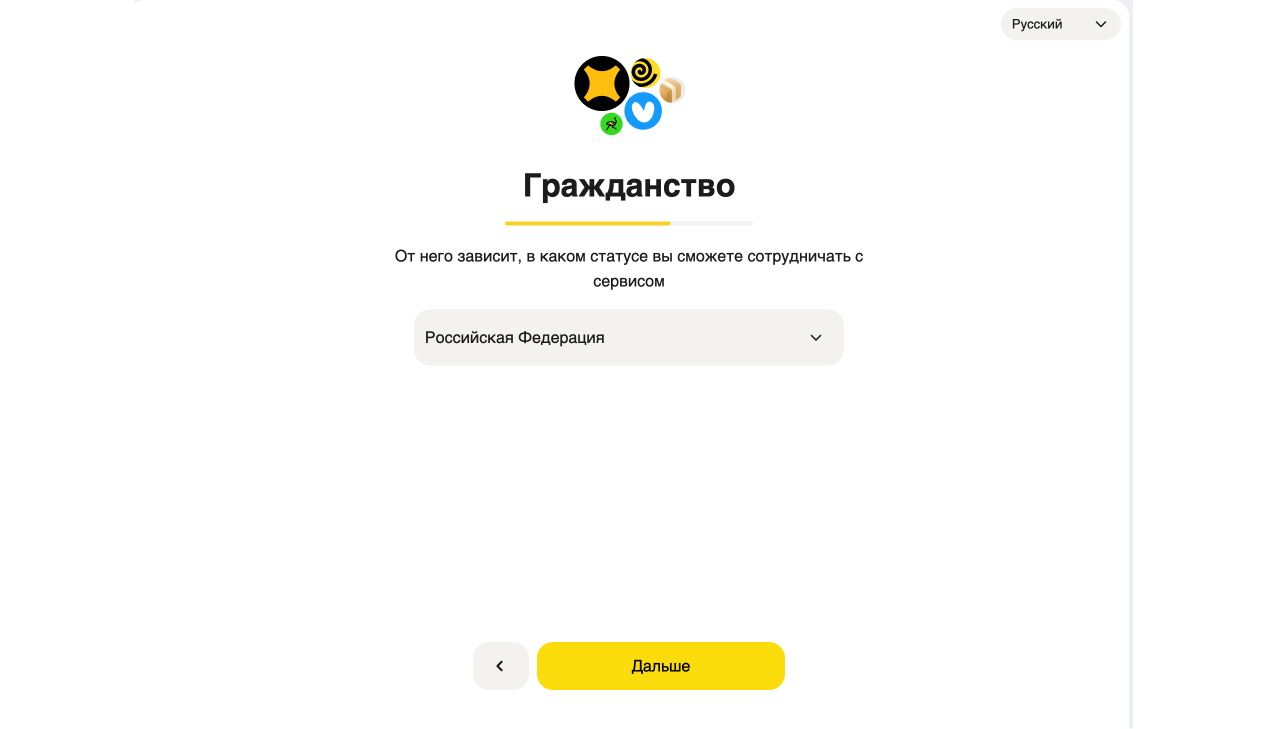 Русский
Гражданство
От него зависит, в каком статусе вы сможете сотрудничать с
сервисом
Российская Федерация
Дальше